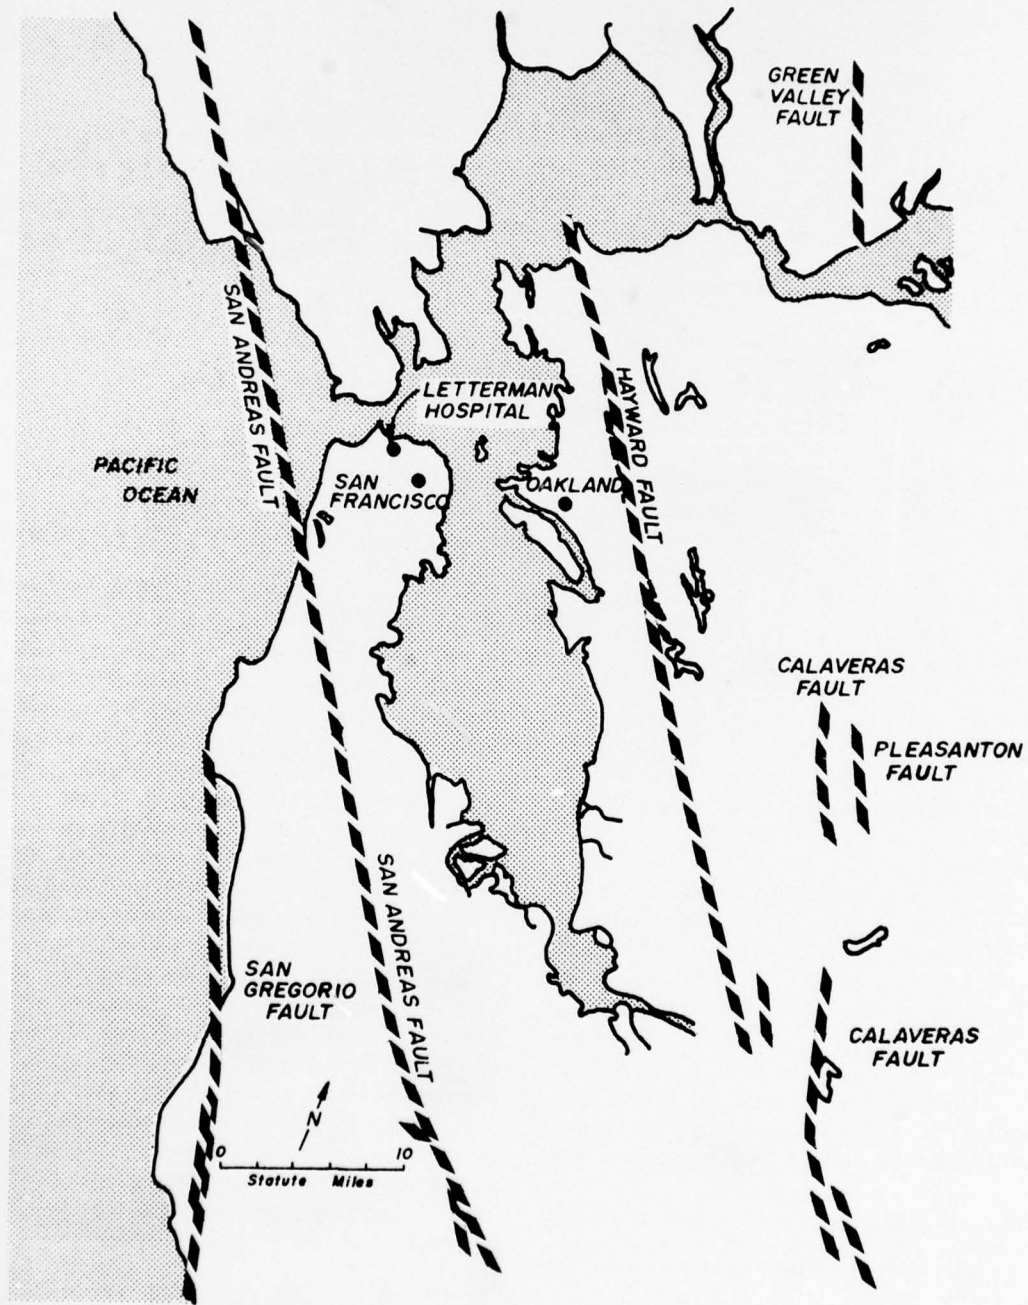 GREEN
VALLEY
FAULT
SAN ANDREAS FAULT
HAYWARD FAULT
LETTERMAN
HOSPITAL
PACIFIC
OCEAN
SAN
FRANCISCO
OAKLAND
CALAVERAS
FAULT
PLEASANTON
FAULT
SAN ANDREAS FAULT
SAN
GREGORIO
FAULT
CALAVERAS
FAULT
N
0 10
Statute Miles